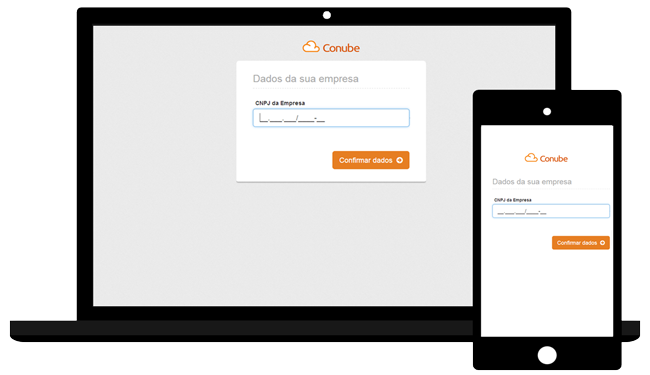 Conube
Dados da sua empresa
CNPJ da Empresa
__.___.___/____-__
Confirmar dados
Conube
Dados da sua empresa
CNPJ da Empresa
__.___.___/____-__
Confirmar dados